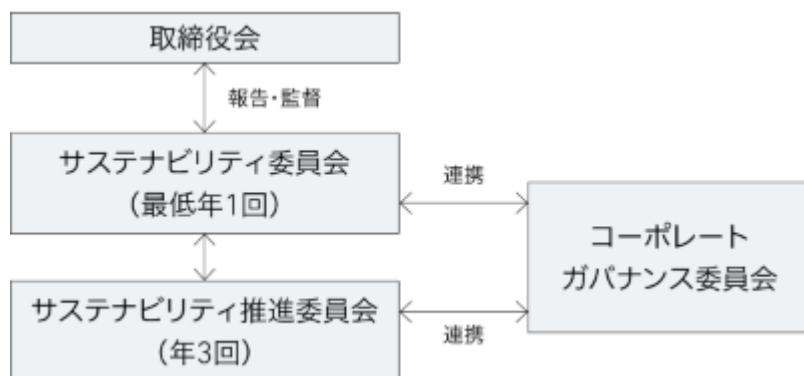 取締役会
報告・監督
サステナビリティ委員会
（最低年1回）
連携
コーポレート
ガバナンス委員会
サステナビリティ推進委員会
（年3回）
連携